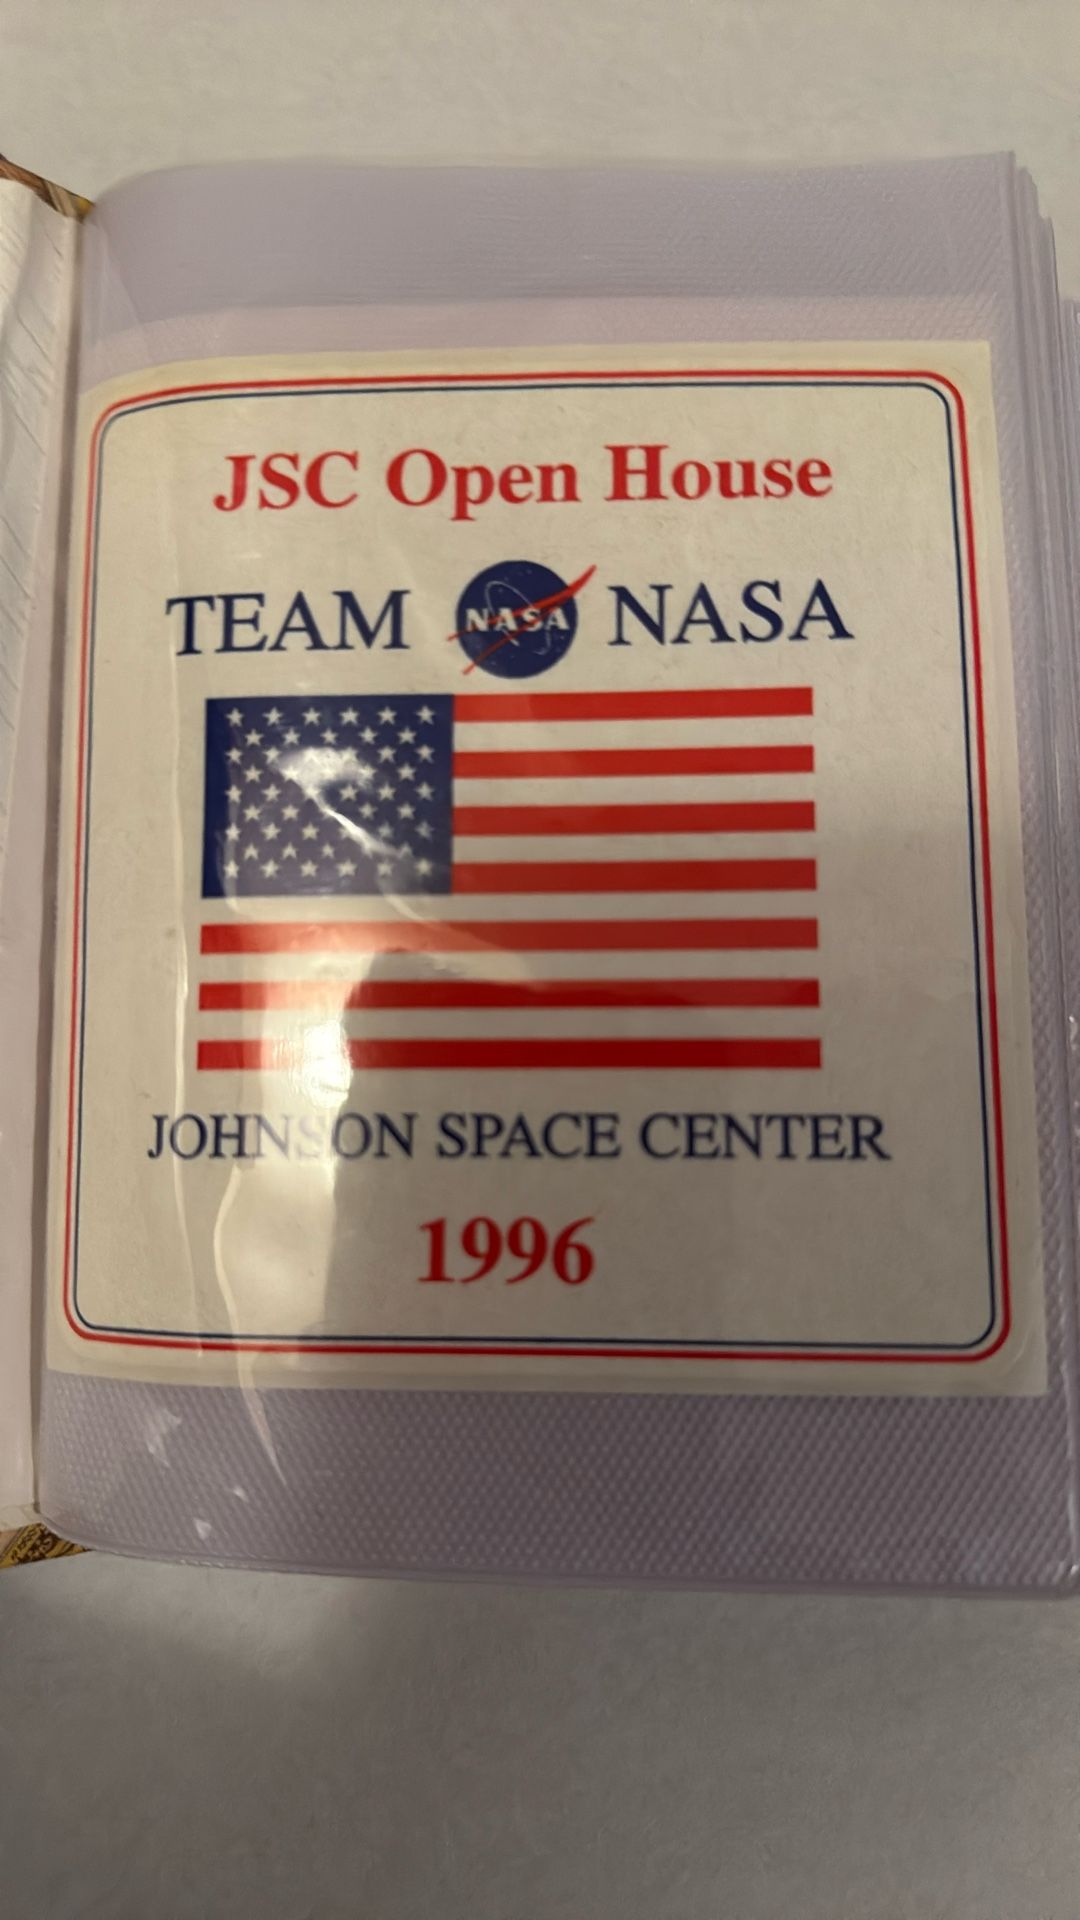 JSC Open House
TEAM NASA NASA
JOHNSON SPACE CENTER
1996